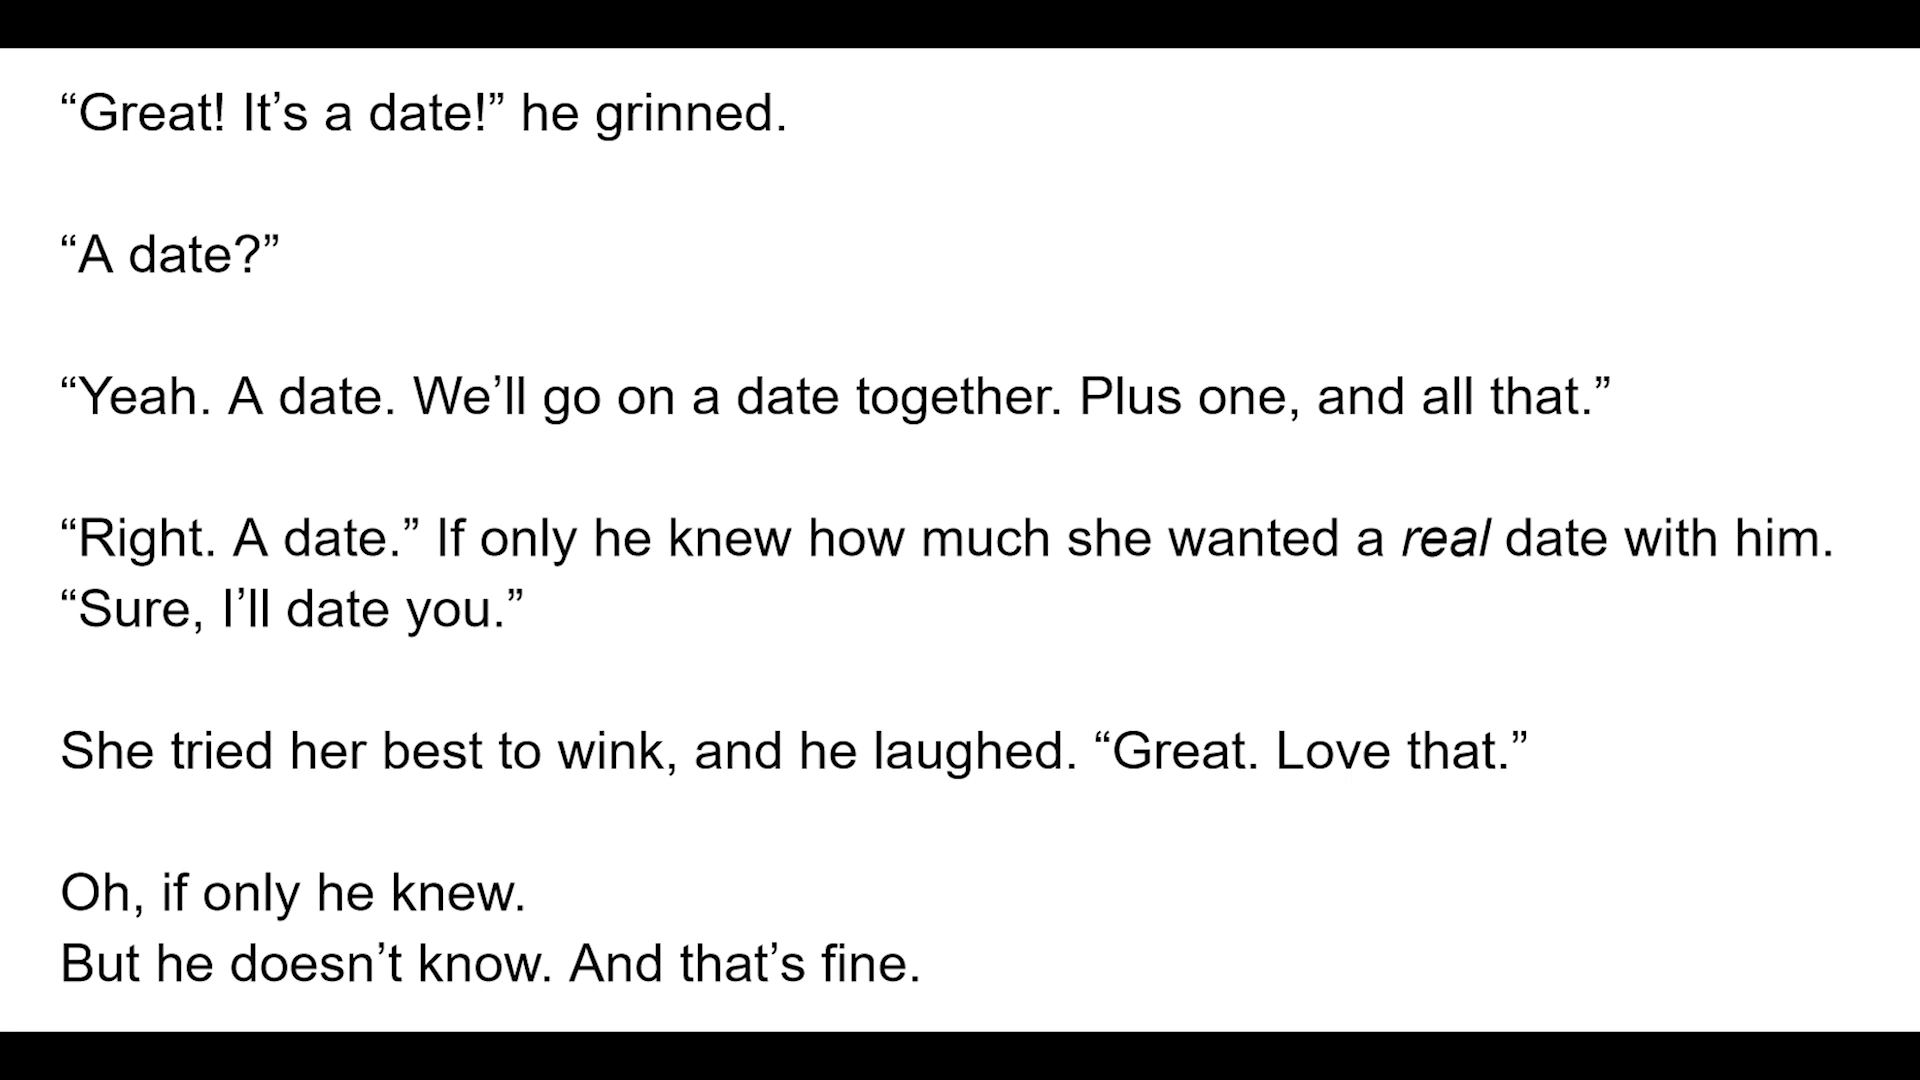 “Great! It’s a date!” he grinned.
“A date?”
“Yeah. A date. We’ll go on a date together. Plus one, and all that.”
“Right. A date.” If only he knew how much she wanted a real date with him.
“Sure, I’ll date you.”
She tried her best to wink, and he laughed. “Great. Love that.”
Oh, if only he knew.
But he doesn’t know. And that’s fine.